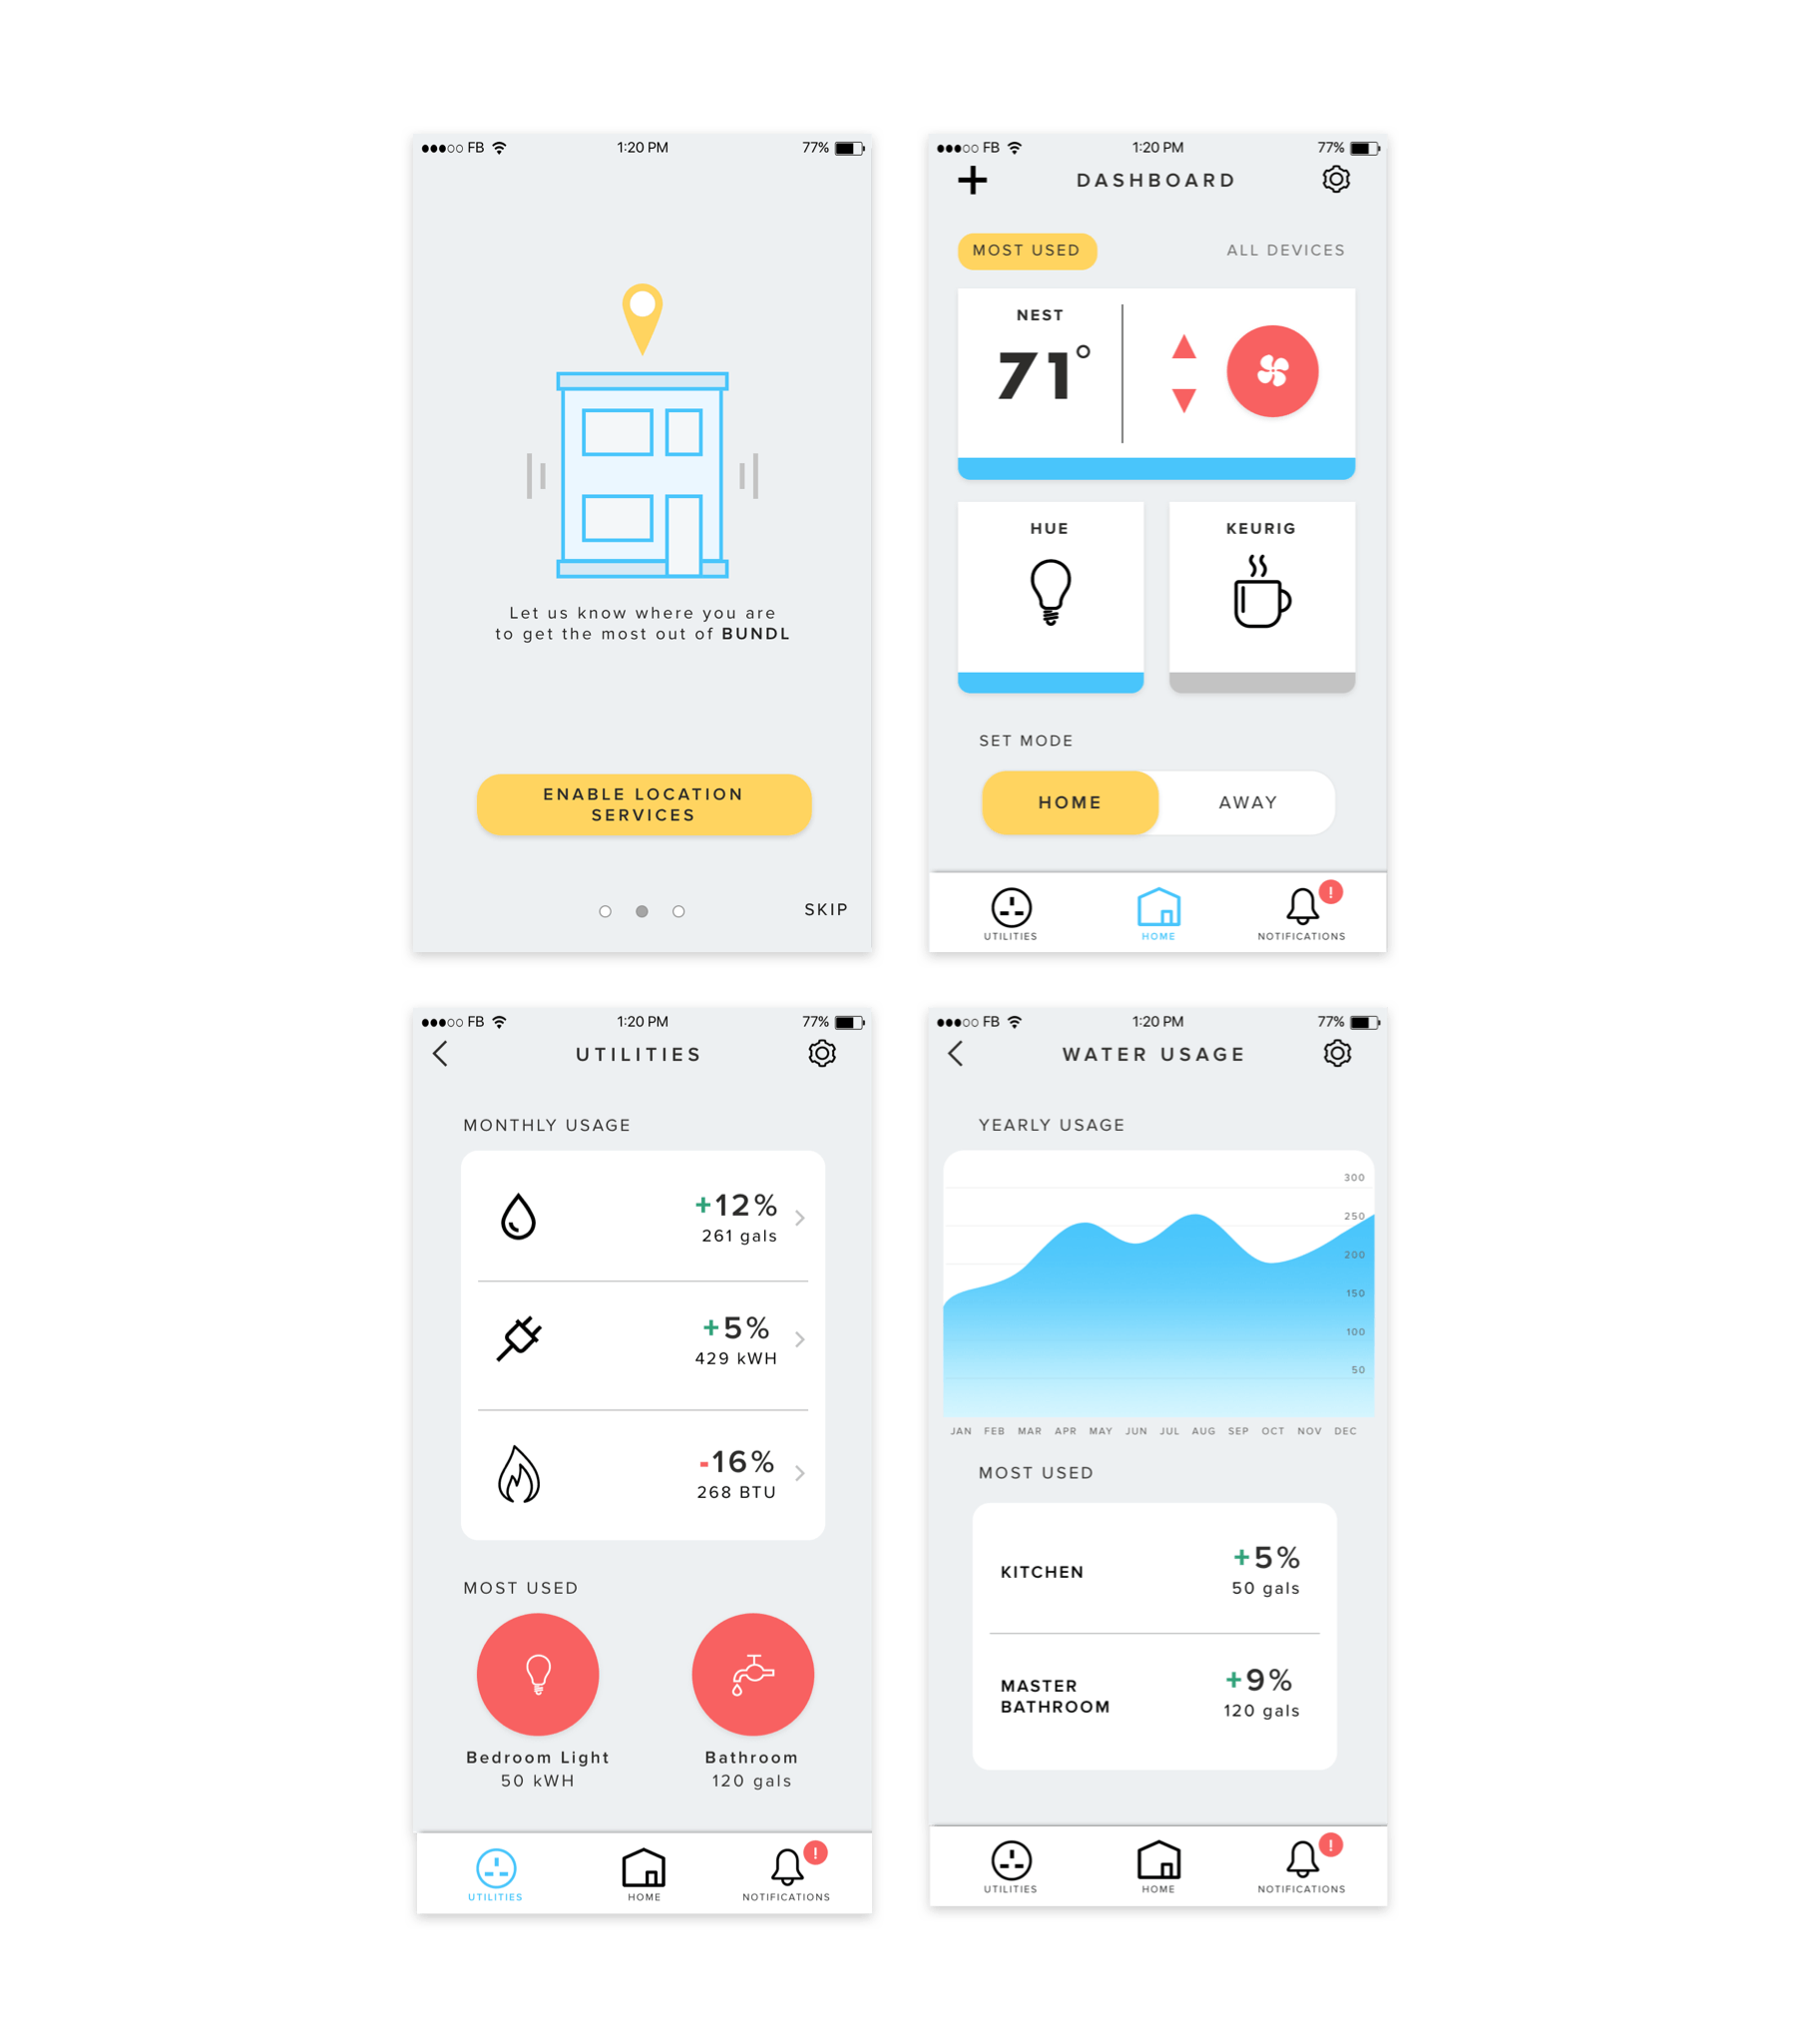 FB 1:20 PM 77%
Let us know where you are
to get the most out of BUNDL
ENABLE LOCATION
SERVICES
SKIP
FB 1:20 PM 77%
DASHBOARD
MOST USED ALL DEVICES
NEST
71°
HUE KEURIG
SET MODE
HOME AWAY
!
UTILITIES HOME NOTIFICATIONS
FB 1:20 PM 77%
UTILITIES
MONTHLY USAGE
+12%
261 gals
+5%
429 kWH
-16%
268 BTU
MOST USED
Bedroom Light Bathroom
50 kWH 120 gals
!
UTILITIES HOME NOTIFICATIONS
FB 1:20 PM 77%
WATER USAGE
YEARLY USAGE
300
250
200
150
100
50
JAN FEB MAR APR MAY JUN JUL AUG SEP OCT NOV DEC
MOST USED
KITCHEN
+5%
50 gals
MASTER
BATHROOM
+9%
120 gals
!
UTILITIES HOME NOTIFICATIONS